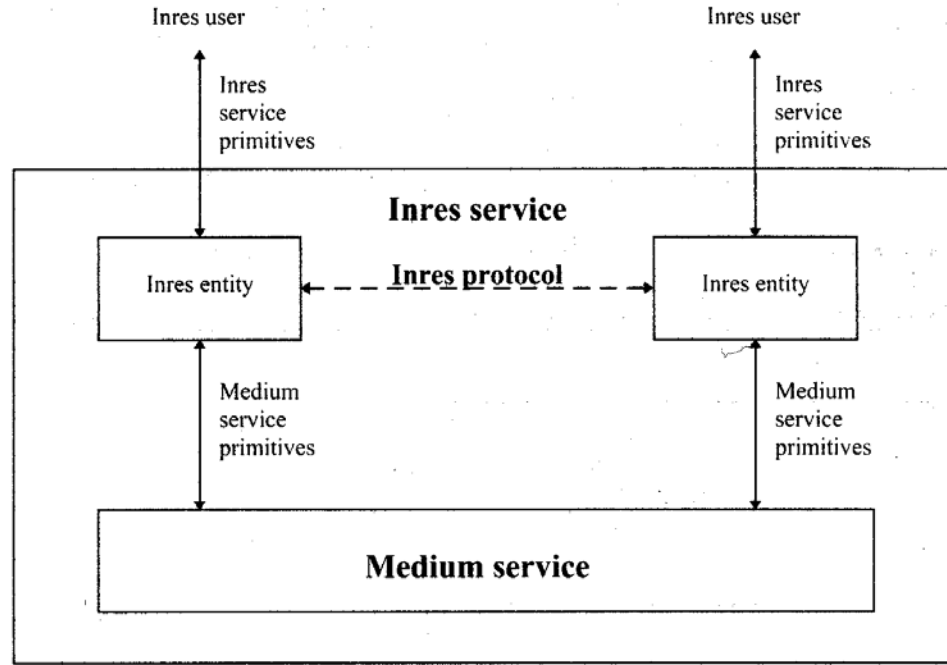 Inres user
Inres user
Inres
service
primitives
Inres
service
primitives
Inres service
Inres entity
Inres protocol
Inres entity
Medium
service
primitives
Medium
service
primitives
Medium service